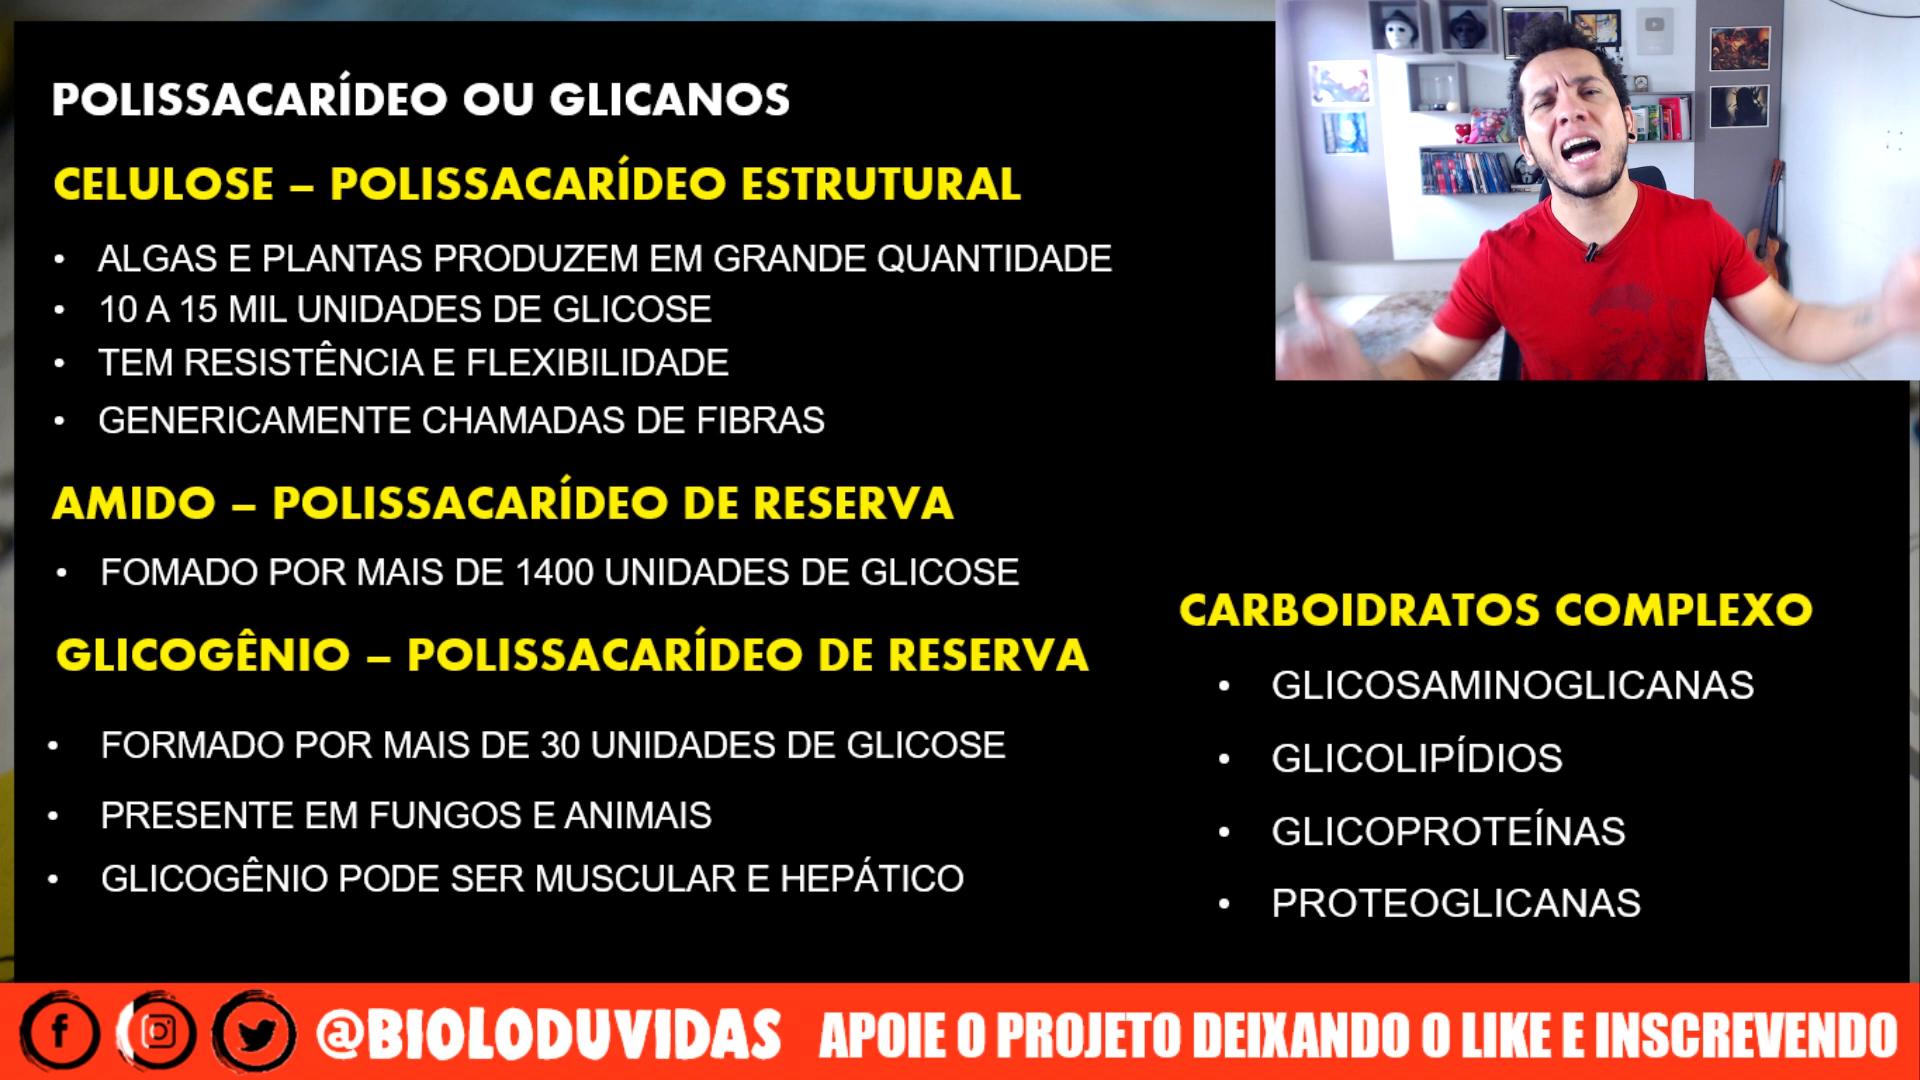 POLISSACARÍDEO OU GLICANOS
CELULOSE – POLISSACARÍDEO ESTRUTURAL
• ALGAS E PLANTAS PRODUZEM EM GRANDE QUANTIDADE
• 10 A 15 MIL UNIDADES DE GLICOSE
• TEM RESISTÊNCIA E FLEXIBILIDADE
• GENERICAMENTE CHAMADAS DE FIBRAS
AMIDO – POLISSACARÍDEO DE RESERVA
• FOMADO POR MAIS DE 1400 UNIDADES DE GLICOSE
GLICOGÊNIO – POLISSACARÍDEO DE RESERVA
• FORMADO POR MAIS DE 30 UNIDADES DE GLICOSE
• PRESENTE EM FUNGOS E ANIMAIS
• GLICOGÊNIO PODE SER MUSCULAR E HEPÁTICO
CARBOIDRATOS COMPLEXO
• GLICOSAMINOGLICANAS
• GLICOLIPÍDIOS
• GLICOPROTEÍNAS
• PROTEOGLICANAS
@BIOLODUVIDAS APOIE O PROJETO DEIXANDO O LIKE E INSCREVENDO